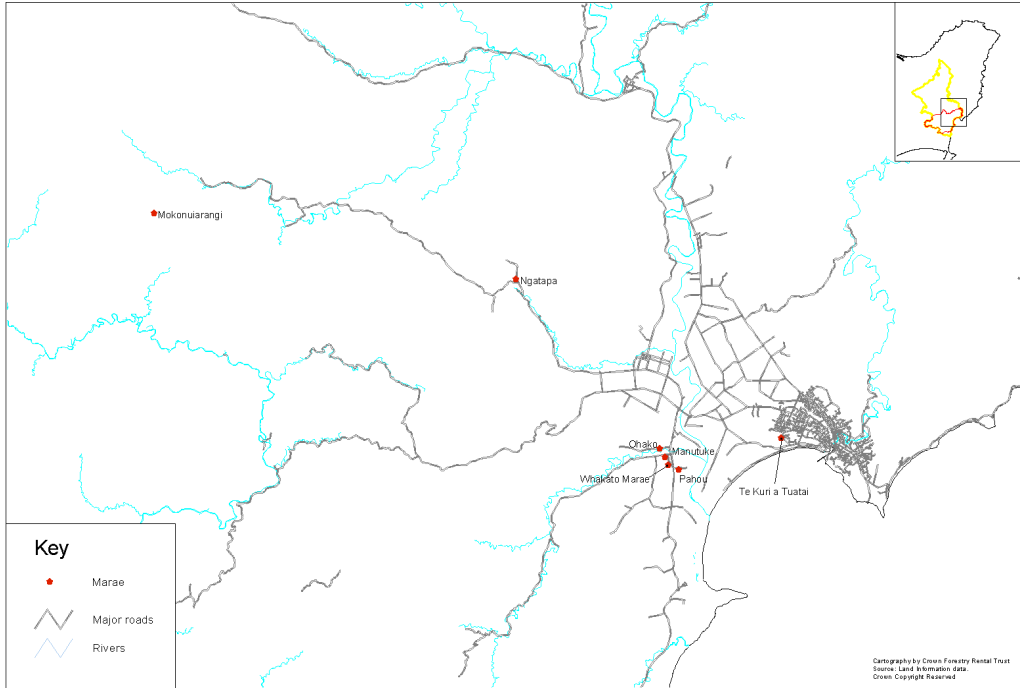 Mokonuiarangi
Ngatapa
Ohako
Manutuke
Whakato Marae
Pahou
Te Kuri a Tuatai
Key
Marae
Major roads
Rivers
Cartography by Crown Forestry Rental Trust
Source: Land Information data.
Crown Copyright Reserved